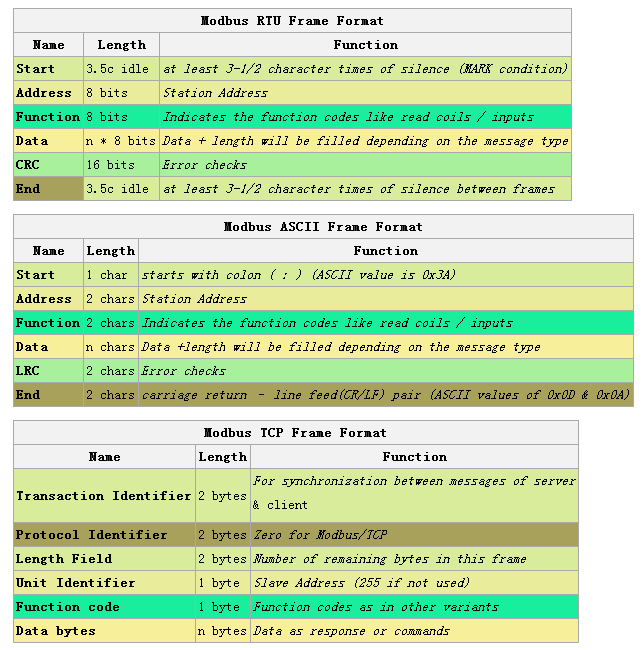 Modbus RTU Frame Format
Name Length Function
Start 3.5c idle at least 3-1/2 character times of silence (MARK condition)
Address 8 bits Station Address
Function 8 bits Indicates the function codes like read coils / inputs
Data n * 8 bits Data + length will be filled depending on the message type
CRC 16 bits Error checks
End 3.5c idle at least 3-1/2 character times of silence between frames
Modbus ASCII Frame Format
Name Length Function
Start 1 char starts with colon ( : ) (ASCII value is 0x3A)
Address 2 chars Station Address
Function 2 chars Indicates the function codes like read coils / inputs
Data n chars Data +length will be filled depending on the message type
LRC 2 chars Error checks
End 2 chars carriage return - line feed(CR/LF) pair (ASCII values of 0x0D & 0x0A)
Modbus TCP Frame Format
Name Length Function
Transaction Identifier 2 bytes For synchronization between messages of server
& client
Protocol Identifier 2 bytes Zero for Modbus/TCP
Length Field 2 bytes Number of remaining bytes in this frame
Unit Identifier 1 byte Slave Address (255 if not used)
Function code 1 byte Function codes as in other variants
Data bytes n bytes Data as response or commands